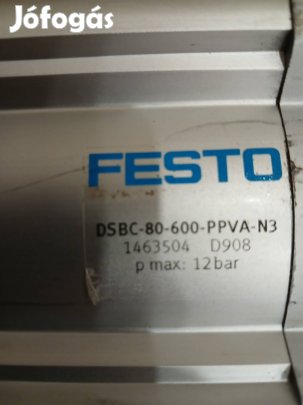 Jófogás
FESTO
DSBC-80-600-PPVA-N3
1463504 D908
p max: 12bar